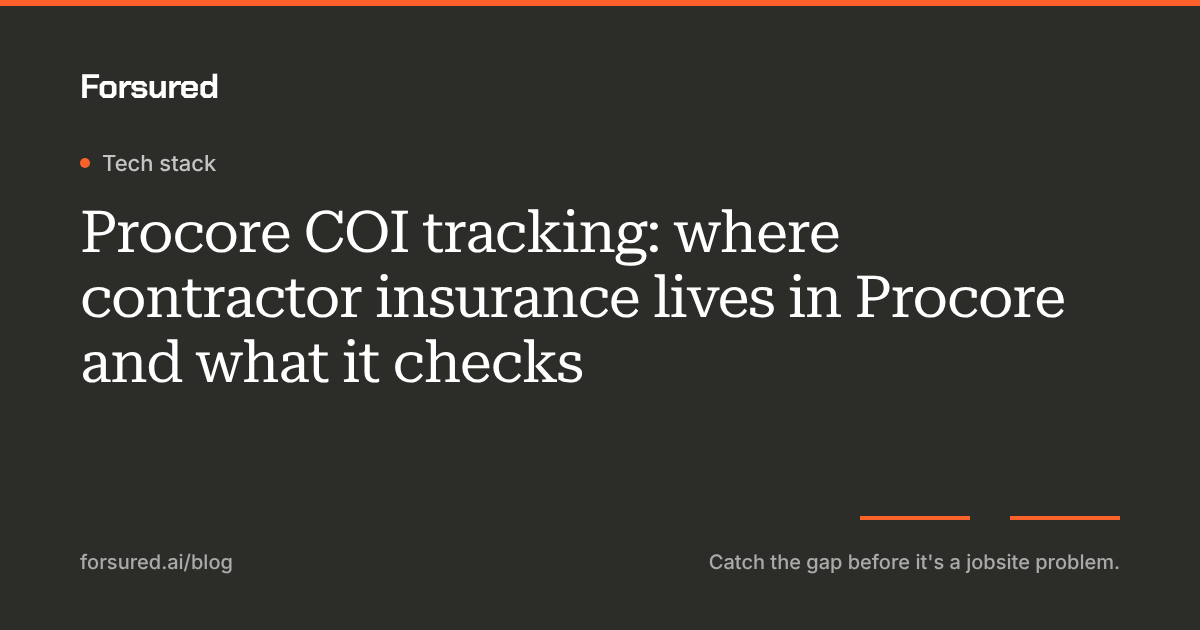 Forsured
Tech stack
Procore COI tracking: where
contractor insurance lives in Procore
and what it checks
forsured.ai/blog
Catch the gap before it's a jobsite problem.